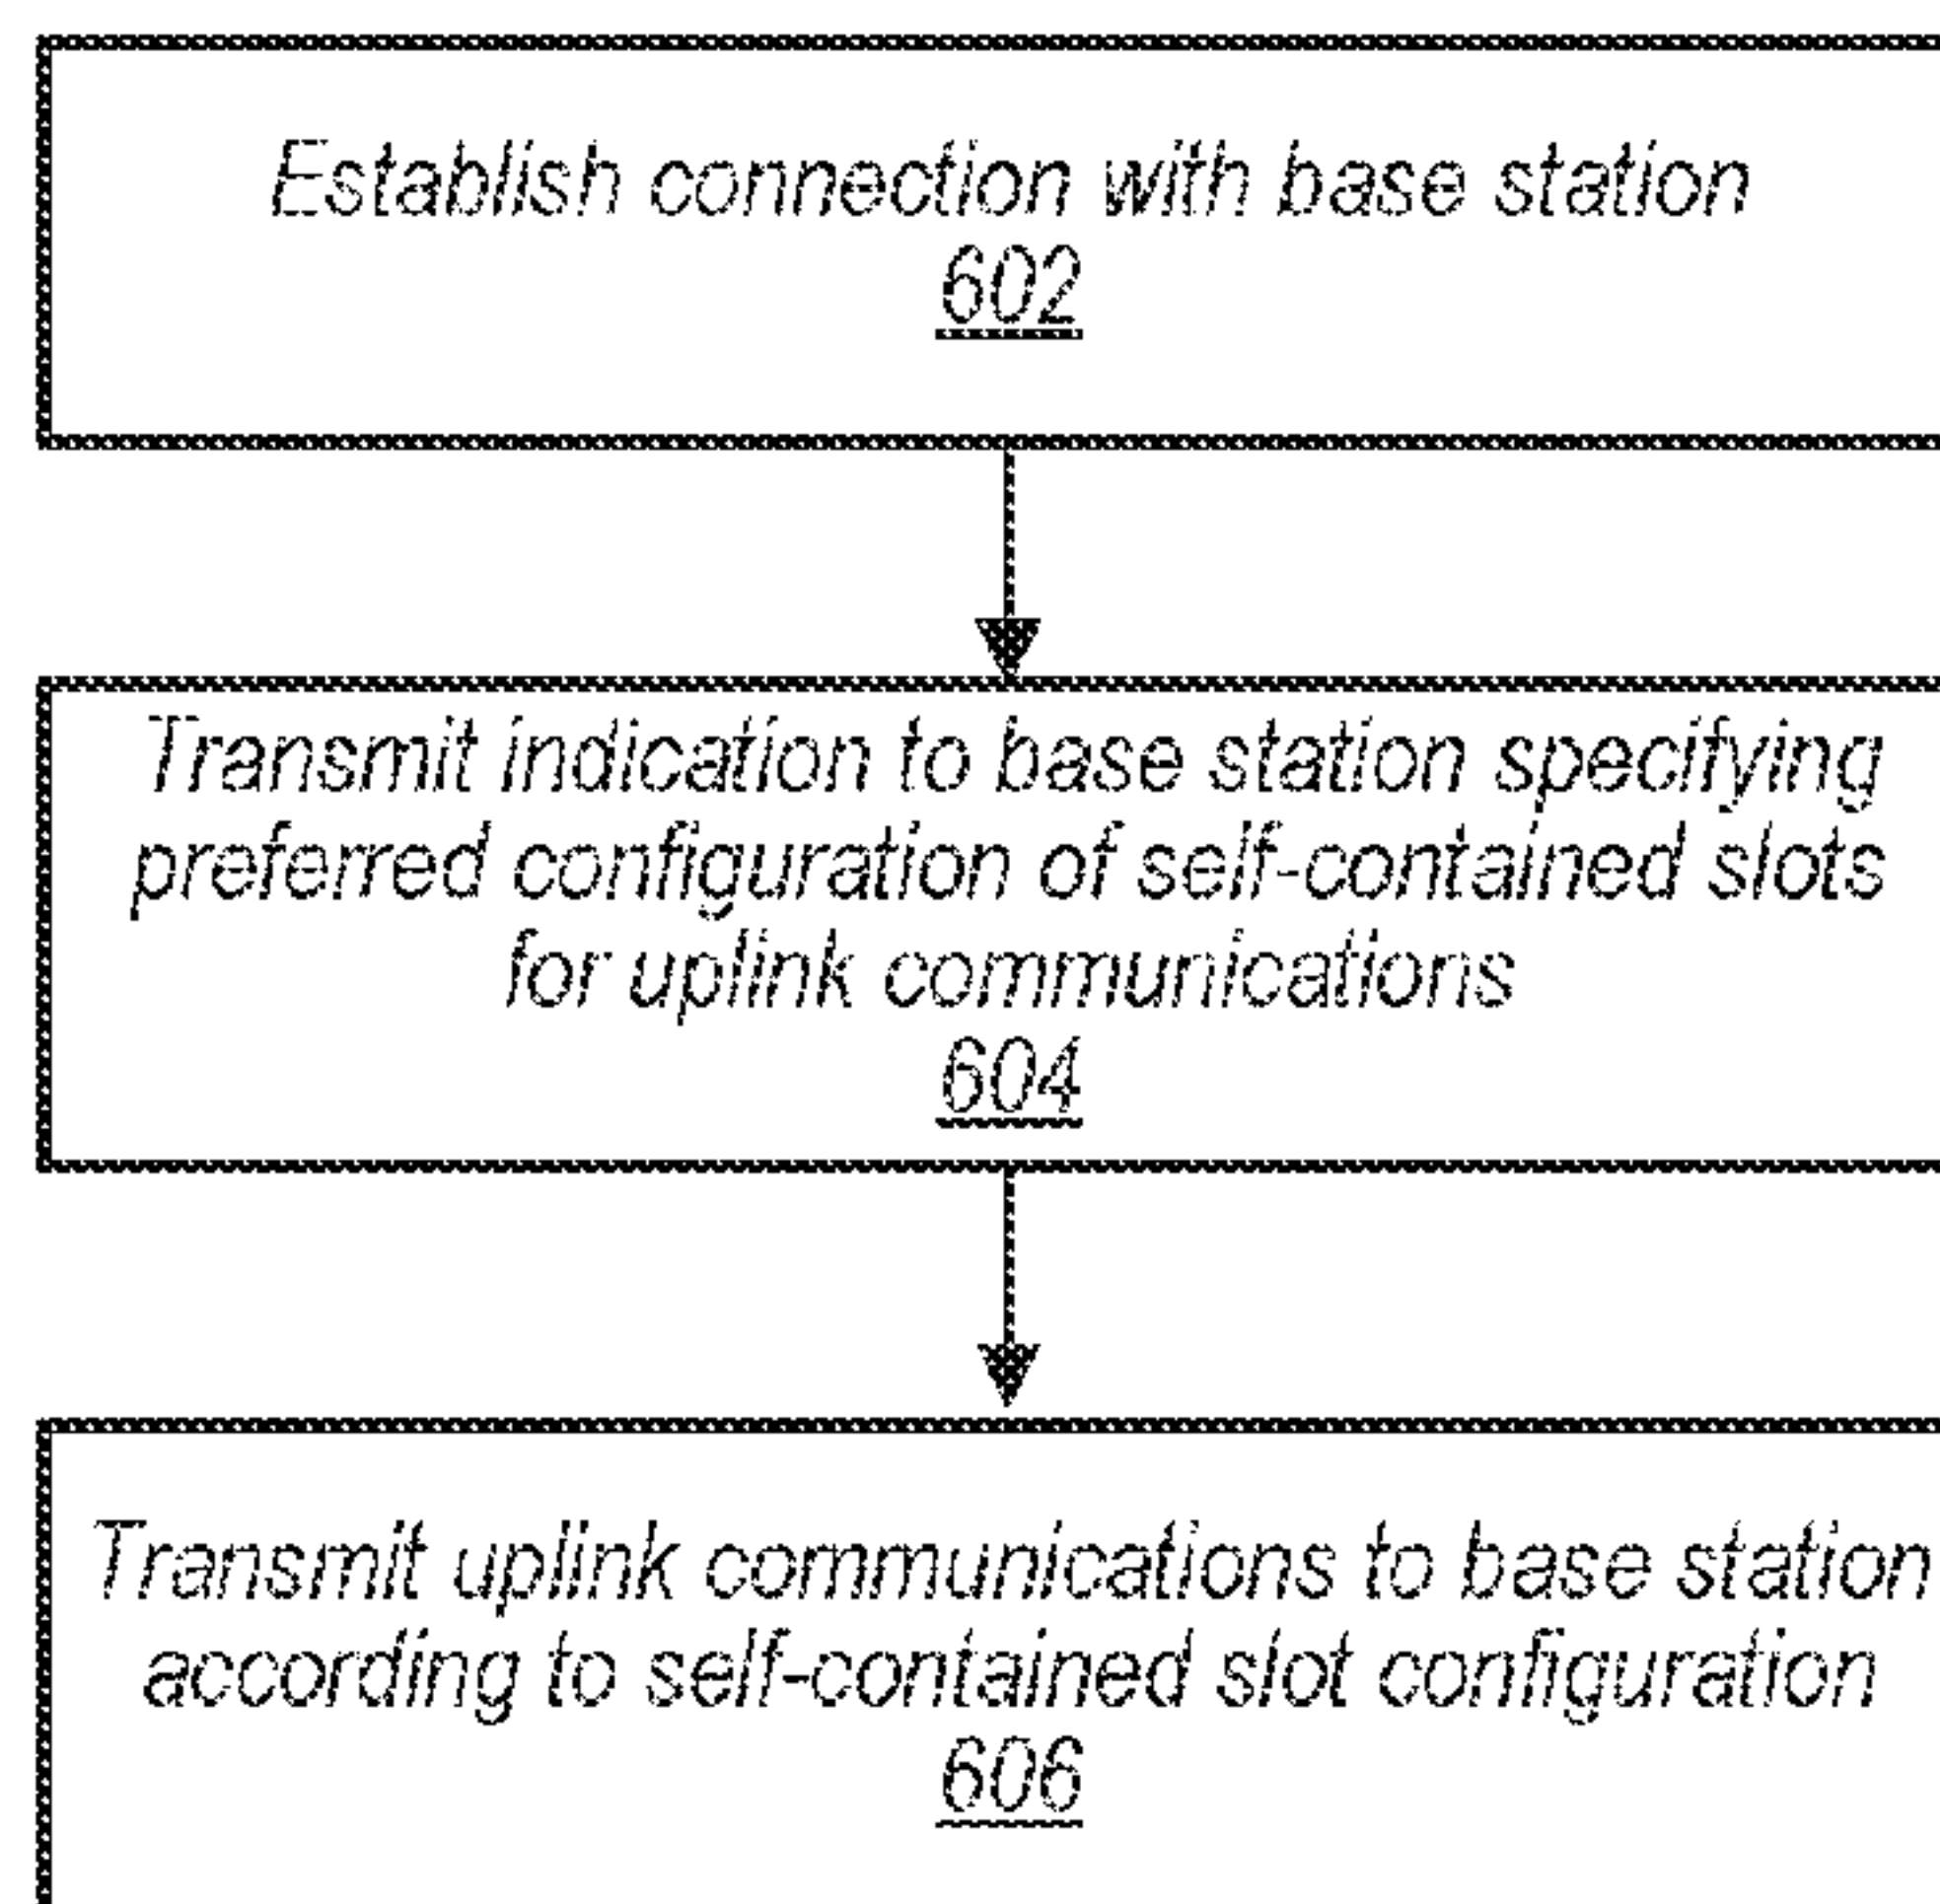 Establish connection with base station
602
Transmit indication to base station specifying
preferred configuration of self-contained slots
for uplink communications
604
Transmit uplink communications to base station
according to self-contained slot configuration
606